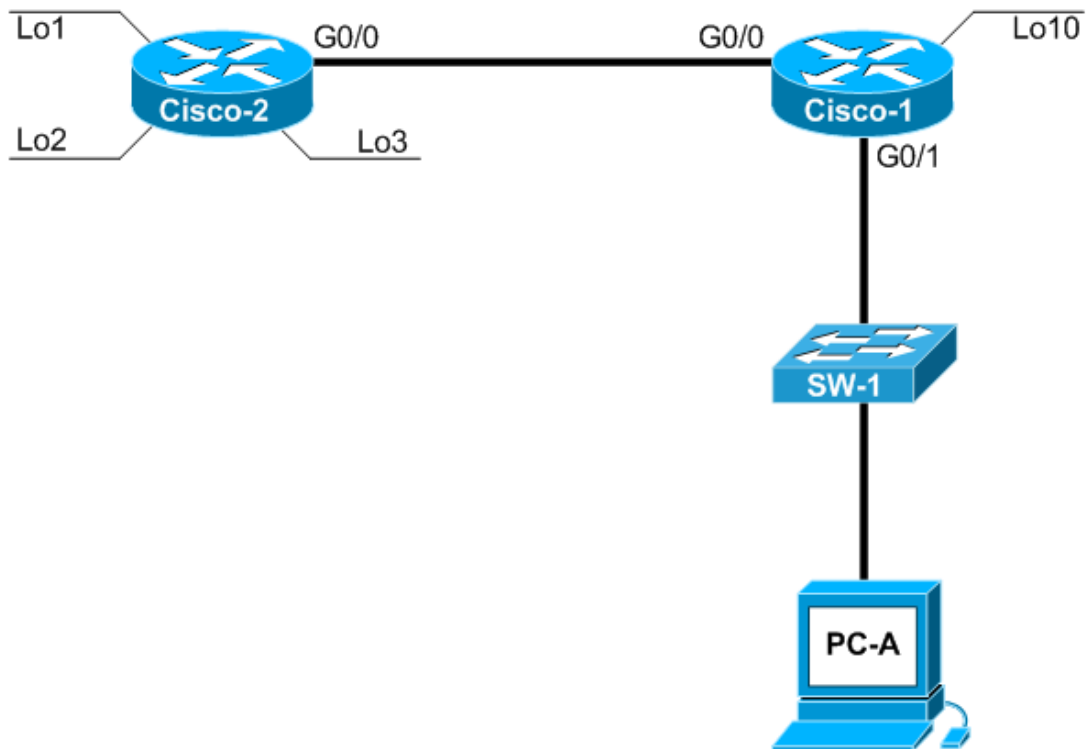 Lo1
G0/0
G0/0
Lo10
Cisco-2
Cisco-1
Lo2
Lo3
G0/1
SW-1
PC-A